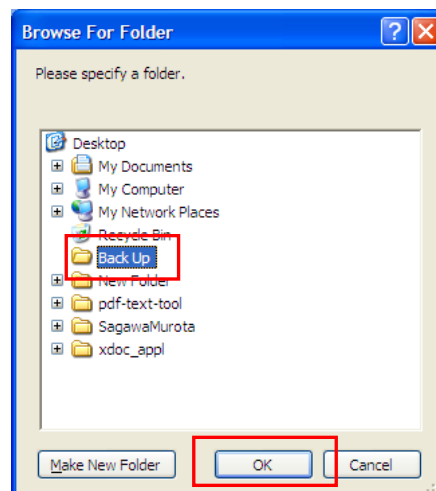 Browse For Folder
Please specify a folder.
Desktop
My Documents
My Computer
My Network Places
Recycle Bin
Back Up
New Folder
pdf-text-tool
SagawaMurota
xdoc_appl
Make New Folder OK Cancel